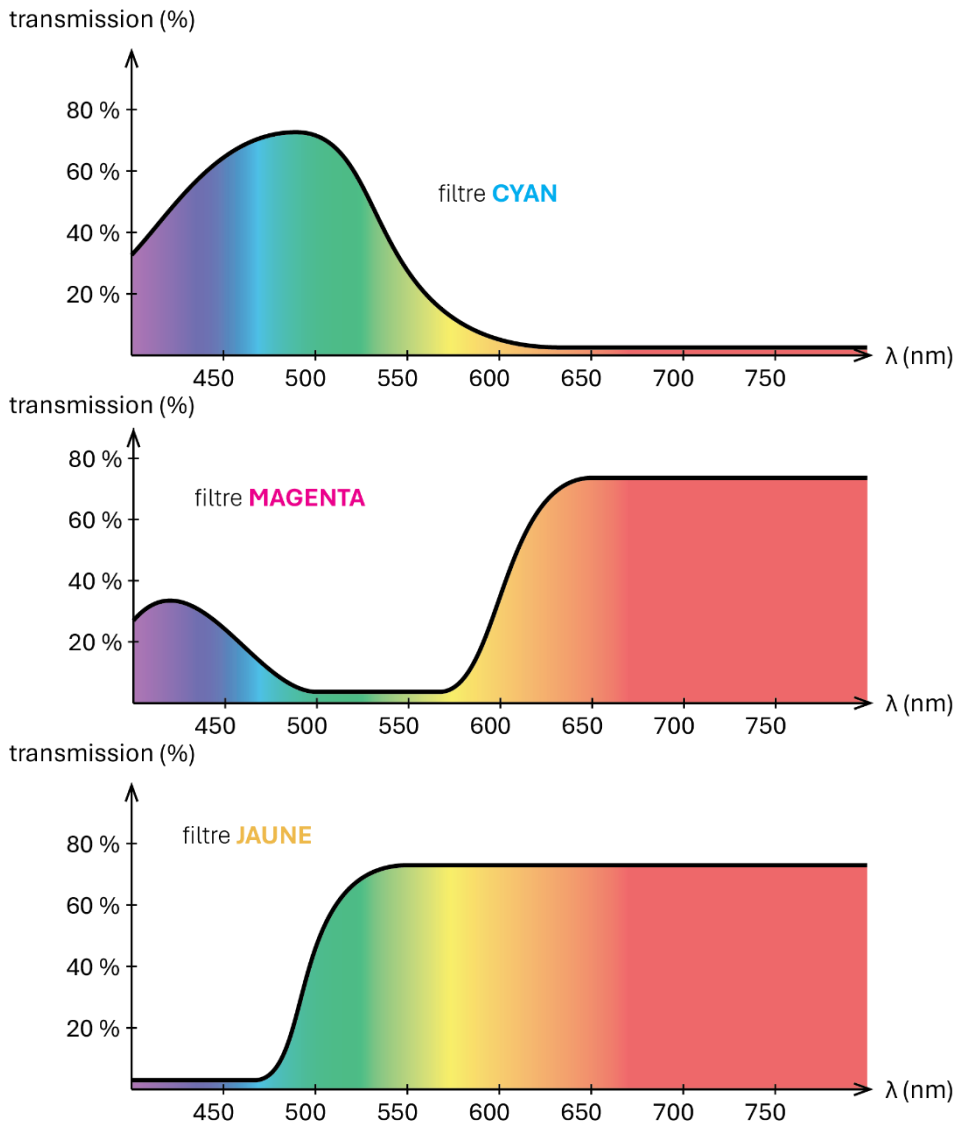 transmission (%)
80 %
60 %
filtre CYAN
40 %
20 %
λ (nm)
450 500 550 600 650 700 750
transmission (%)
80 %
filtre MAGENTA
60 %
40 %
20 %
λ (nm)
450 500 550 600 650 700 750
transmission (%)
filtre JAUNE
80 %
60 %
40 %
20 %
λ (nm)
450 500 550 600 650 700 750